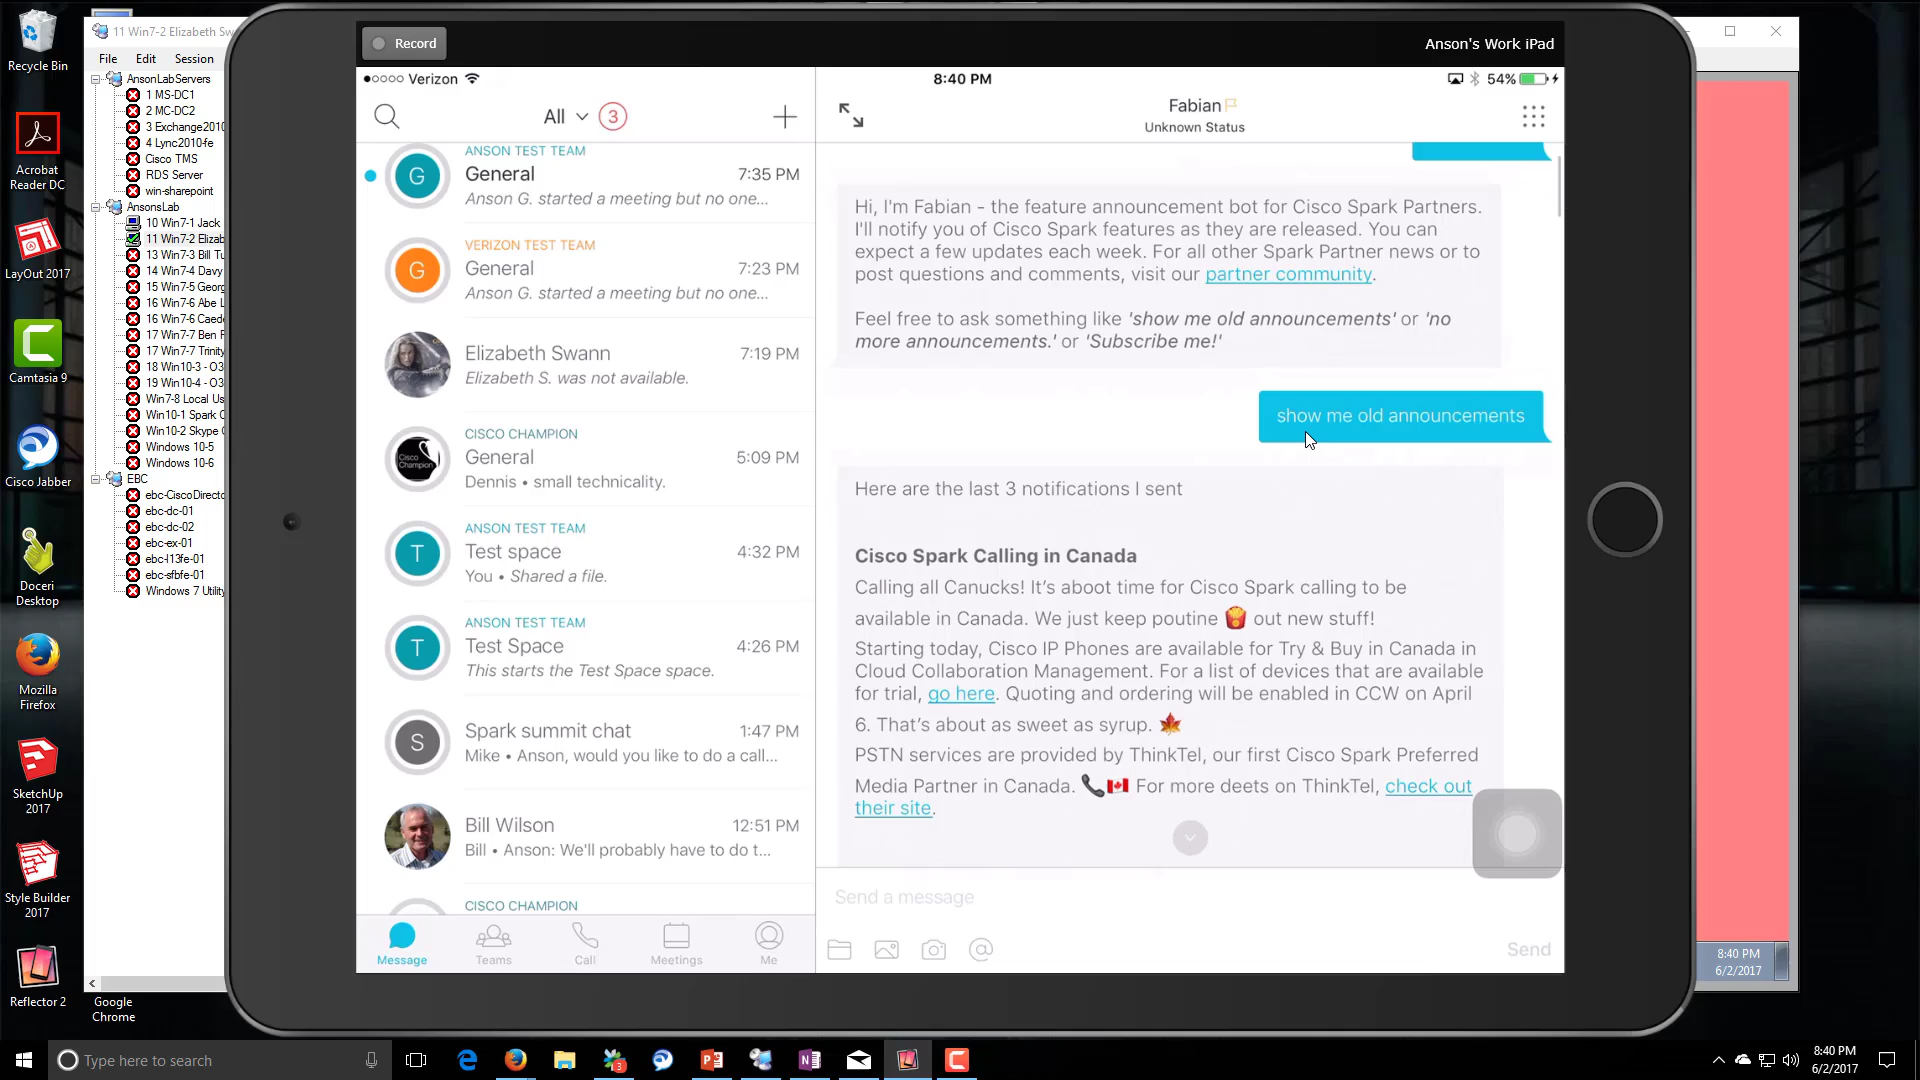 Recycle Bin
Acrobat
Reader DC
LayOut 2017
Camtasia 9
Cisco Jabber
Doceri
Desktop
Mozilla
Firefox
SketchUp
2017
Style Builder
2017
Reflector 2
Google
Chrome
11 Win7-2 Elizabeth Sw
File Edit Session
AnsonLabServers
1 MS-DC1
2 MC-DC2
3 Exchange2010
4 Lync2010-fe
Cisco TMS
RDS Server
win-sharepoint
AnsonsLab
10 Win7-1 Jack
11 Win7-2 Elizab
13 Win7-3 Bill Tu
14 Win7-4 Davy
15 Win7-5 Georg
16 Win7-6 Abe L
16 Win7-6 Caede
17 Win7-7 Ben F
17 Win7-7 Trinity
18 Win10-3 - O3
19 Win10-4 - O3
Win7-8 Local Us
Win10-1 Spark C
Win10-2 Skype C
Windows 10-5
Windows 10-6
EBC
ebc-CiscoDirecto
ebc-dc-01
ebc-dc-02
ebc-ex-01
ebc-l13fe-01
ebc-sfbfe-01
Windows 7 Utility
Record
Anson's Work iPad
Verizon
8:40 PM
54%
All
3
ANSON TEST TEAM
G
General 7:35 PM
Anson G. started a meeting but no one...
VERIZON TEST TEAM
G
General 7:23 PM
Anson G. started a meeting but no one...
Elizabeth Swann 7:19 PM
Elizabeth S. was not available.
CISCO CHAMPION
Cisco
Champion
General 5:09 PM
Dennis • small technicality.
ANSON TEST TEAM
T
Test space 4:32 PM
You • Shared a file.
ANSON TEST TEAM
T
Test Space 4:26 PM
This starts the Test Space space.
S
Spark summit chat 1:47 PM
Mike • Anson, would you like to do a call...
Bill Wilson 12:51 PM
Bill • Anson: We'll probably have to do t...
CISCO CHAMPION
Message Teams Call Meetings Me
Fabian
Unknown Status
Hi, I'm Fabian - the feature announcement bot for Cisco Spark Partners.
I'll notify you of Cisco Spark features as they are released. You can
expect a few updates each week. For all other Spark Partner news or to
post questions and comments, visit our partner community.
Feel free to ask something like 'show me old announcements' or 'no
more announcements.' or 'Subscribe me!'
show me old announcements
Here are the last 3 notifications I sent
Cisco Spark Calling in Canada
Calling all Canucks! It's aboot time for Cisco Spark calling to be
available in Canada. We just keep poutine 🍟 out new stuff!
Starting today, Cisco IP Phones are available for Try & Buy in Canada in
Cloud Collaboration Management. For a list of devices that are available
for trial, go here. Quoting and ordering will be enabled in CCW on April
6. That's about as sweet as syrup. 🍁
PSTN services are provided by ThinkTel, our first Cisco Spark Preferred
Media Partner in Canada. 📞🇨🇦 For more deets on ThinkTel, check out
their site.
Send a message
Send
8:40 PM
6/2/2017
Type here to search
3
8:40 PM
6/2/2017